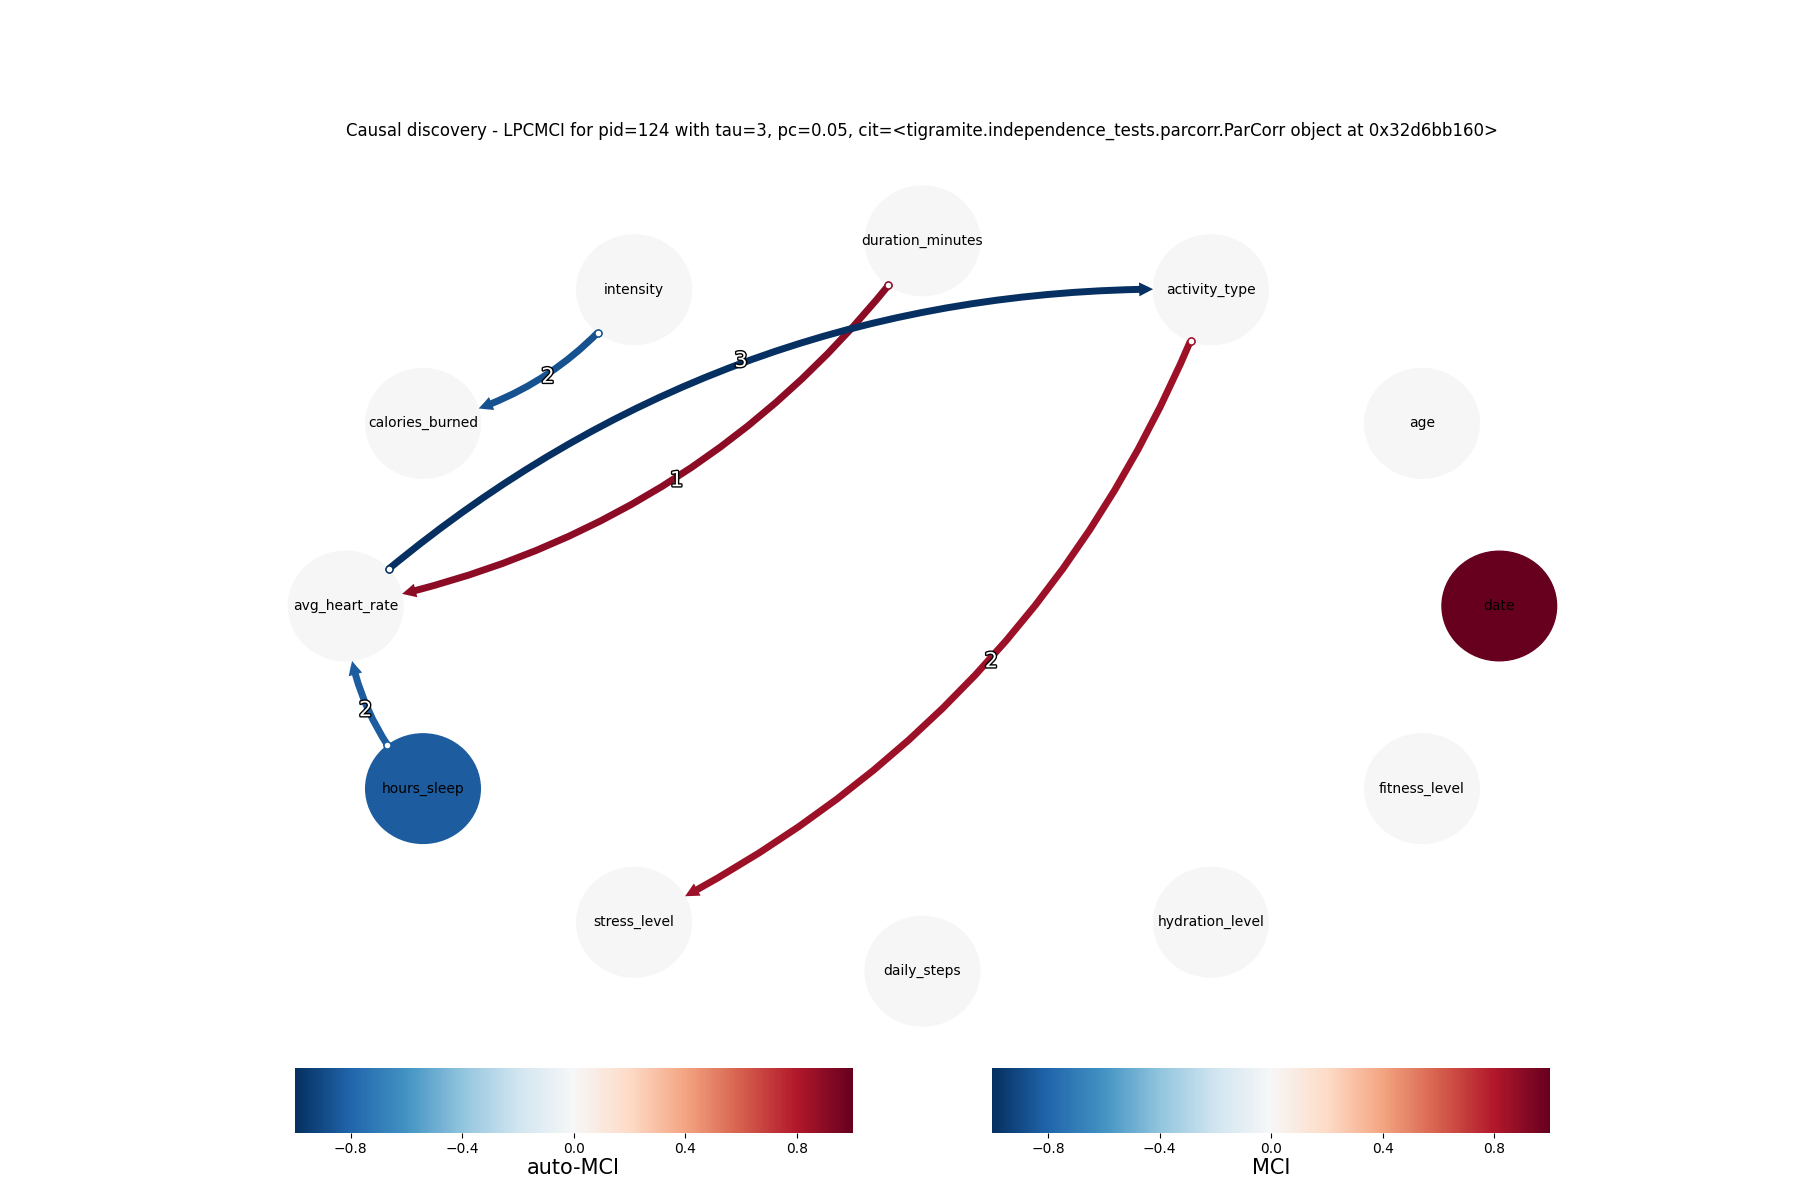 Causal discovery - LPCMCI for pid=124 with tau=3, pc=0.05, cit=<tigramite.independence_tests.parcorr.ParCorr object at 0x32d6bb160>
duration_minutes
intensity
activity_type
3
2
calories_burned
age
1
avg_heart_rate
date
2
2
hours_sleep
fitness_level
stress_level
hydration_level
daily_steps
−0.8 −0.4 0.0 0.4 0.8
auto-MCI
−0.8 −0.4 0.0 0.4 0.8
MCI